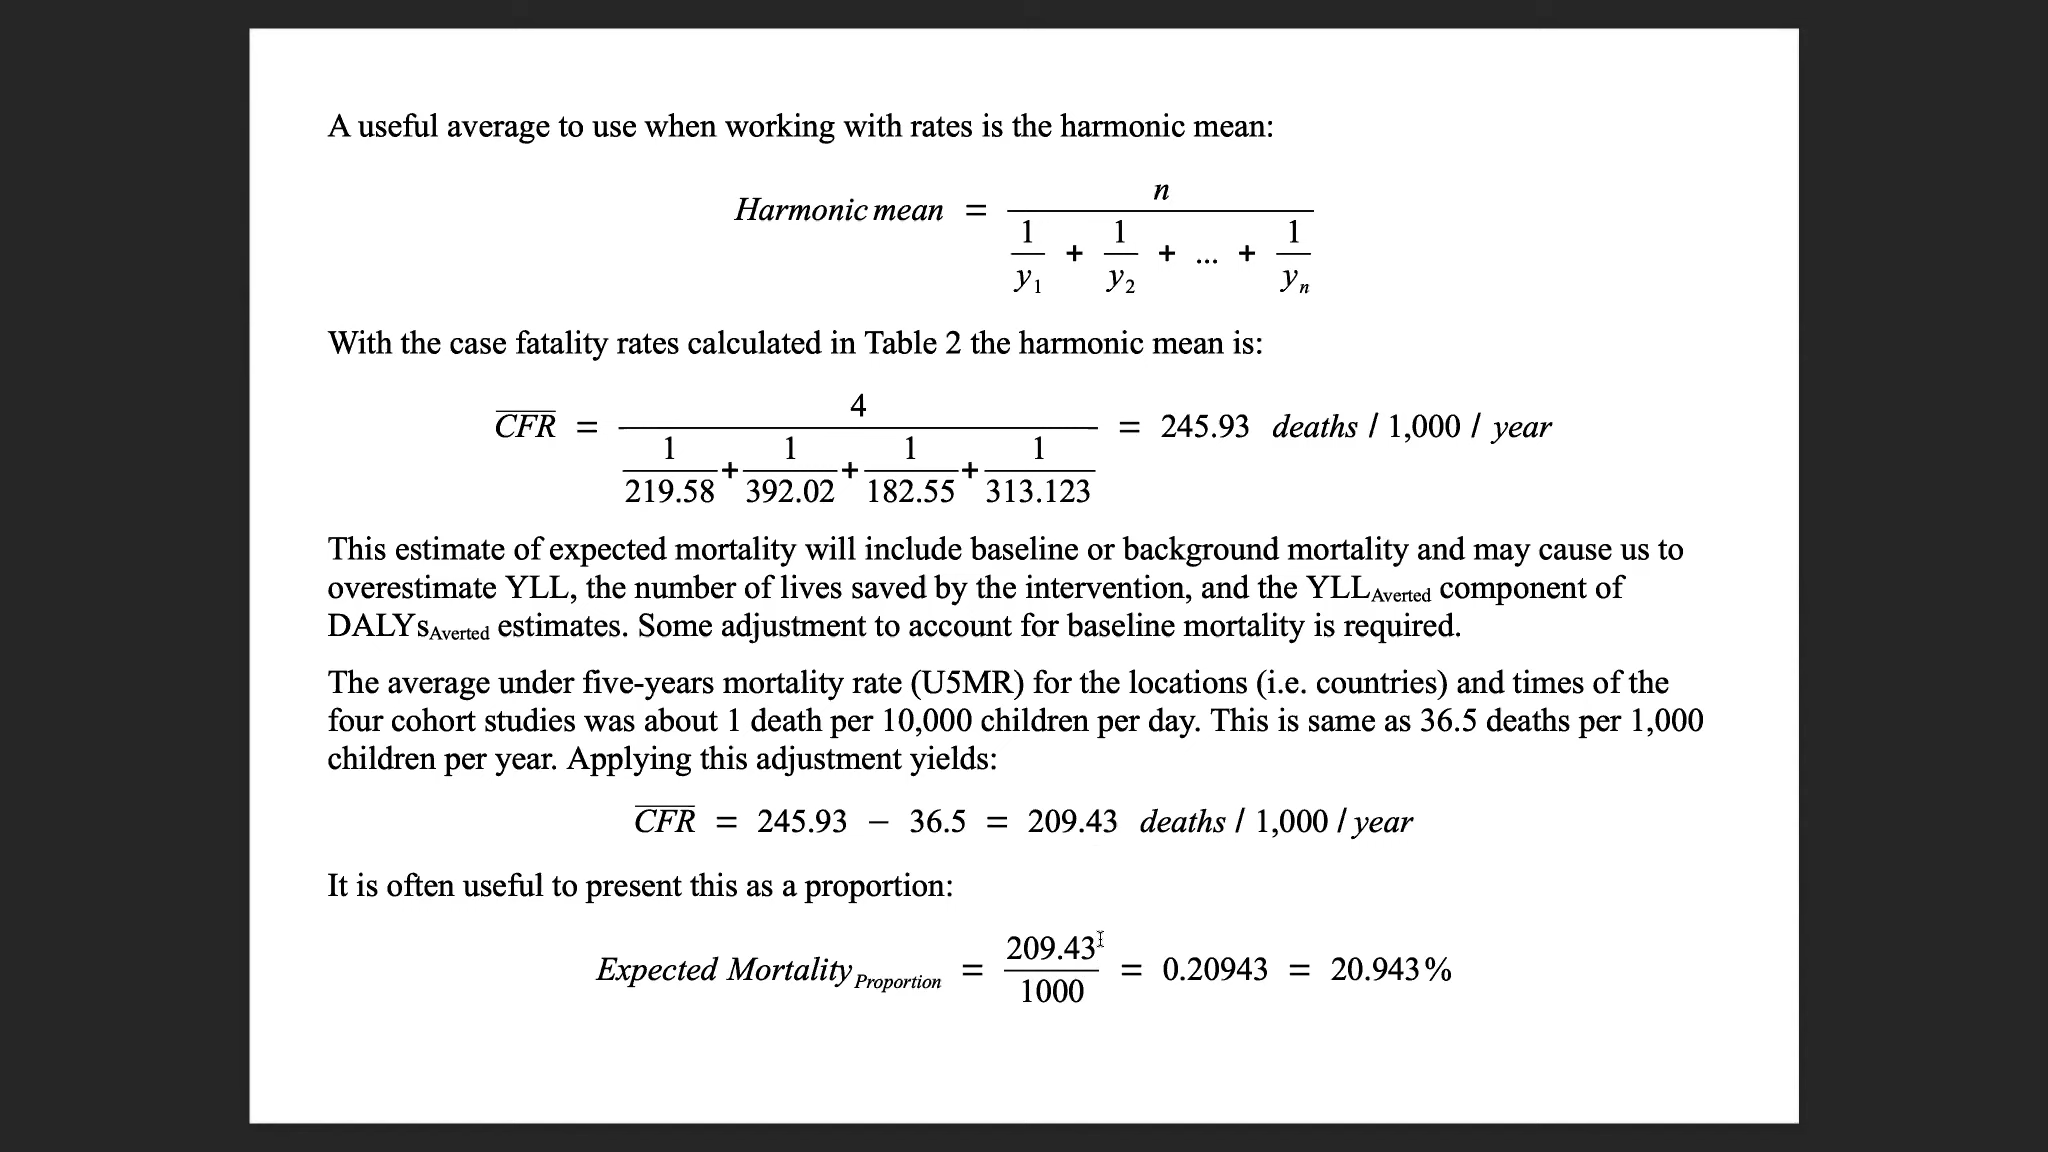 A useful average to use when working with rates is the harmonic mean:
Harmonic mean = n / (1/y₁ + 1/y₂ + ... + 1/yₙ)
With the case fatality rates calculated in Table 2 the harmonic mean is:
C̅F̅R̅ = 4 / (1/219.58 + 1/392.02 + 1/182.55 + 1/313.123) = 245.93 deaths / 1,000 / year
This estimate of expected mortality will include baseline or background mortality and may cause us to
overestimate YLL, the number of lives saved by the intervention, and the YLL_Averted component of
DALYs_Averted estimates. Some adjustment to account for baseline mortality is required.
The average under five-years mortality rate (U5MR) for the locations (i.e. countries) and times of the
four cohort studies was about 1 death per 10,000 children per day. This is same as 36.5 deaths per 1,000
children per year. Applying this adjustment yields:
C̅F̅R̅ = 245.93 − 36.5 = 209.43 deaths / 1,000 / year
It is often useful to present this as a proportion:
Expected Mortality_Proportion = 209.43 / 1000 = 0.20943 = 20.943%